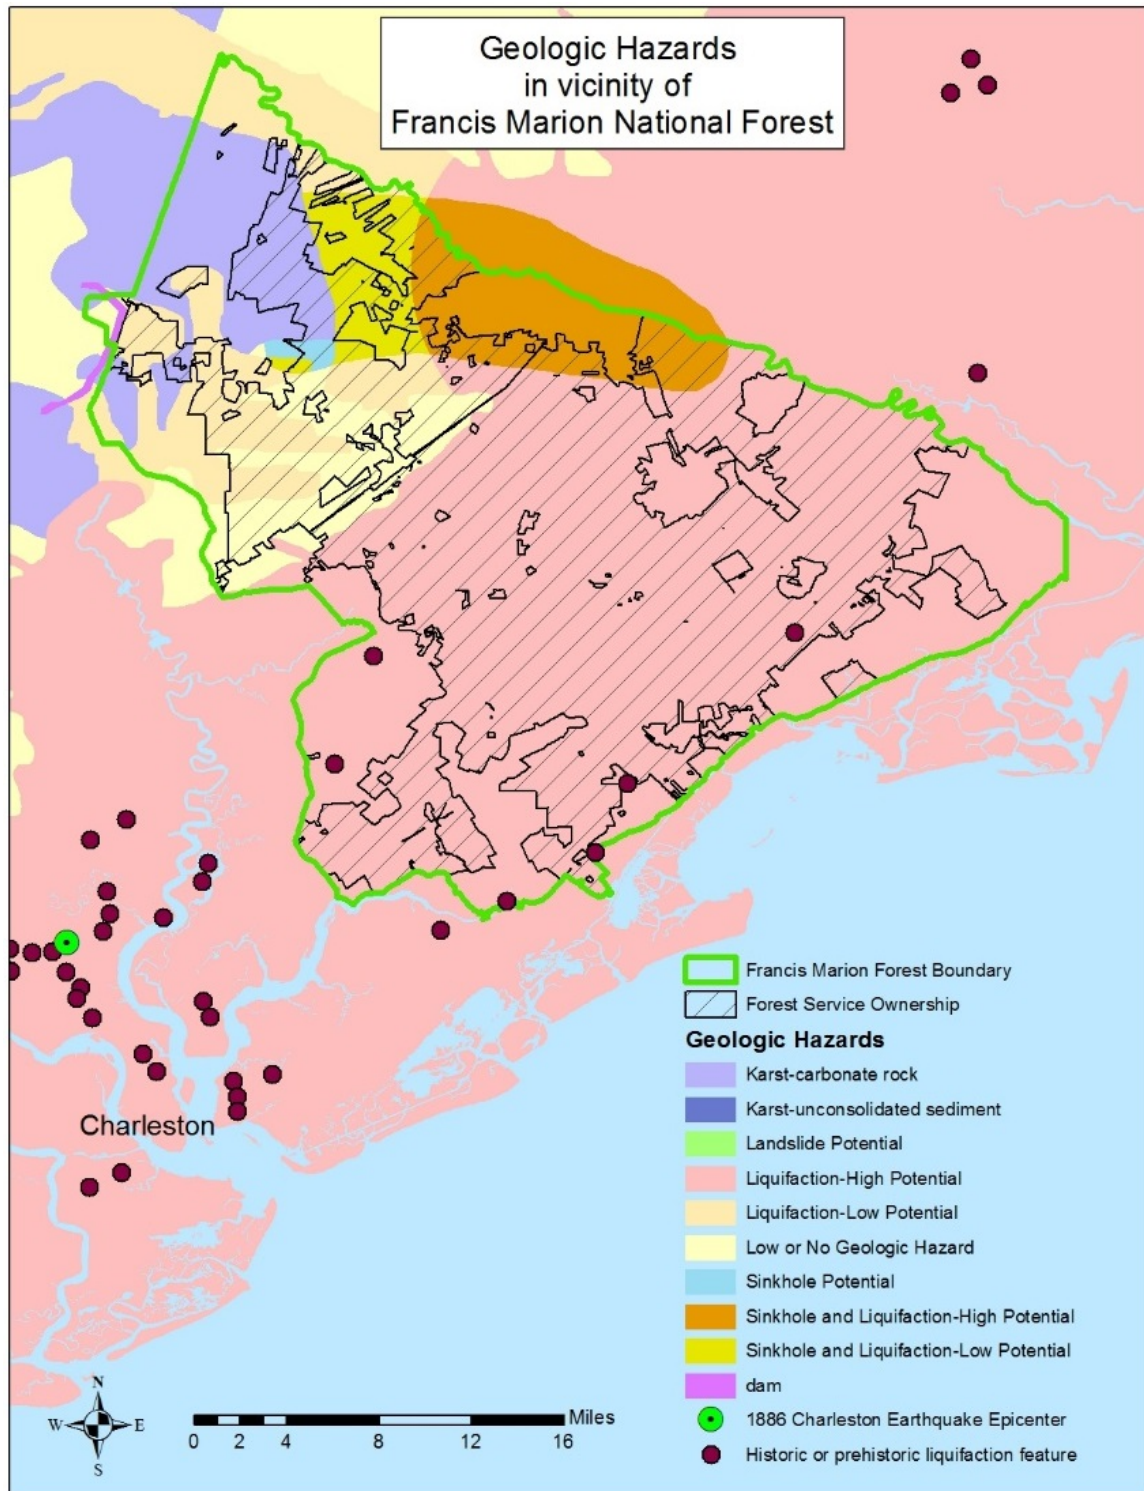 Geologic Hazards
in vicinity of
Francis Marion National Forest
Charleston
Francis Marion Forest Boundary
Forest Service Ownership
Geologic Hazards
Karst-carbonate rock
Karst-unconsolidated sediment
Landslide Potential
Liquifaction-High Potential
Liquifaction-Low Potential
Low or No Geologic Hazard
Sinkhole Potential
Sinkhole and Liquifaction-High Potential
Sinkhole and Liquifaction-Low Potential
dam
1886 Charleston Earthquake Epicenter
Historic or prehistoric liquifaction feature
N
W E
S
Miles
0 2 4 8 12 16